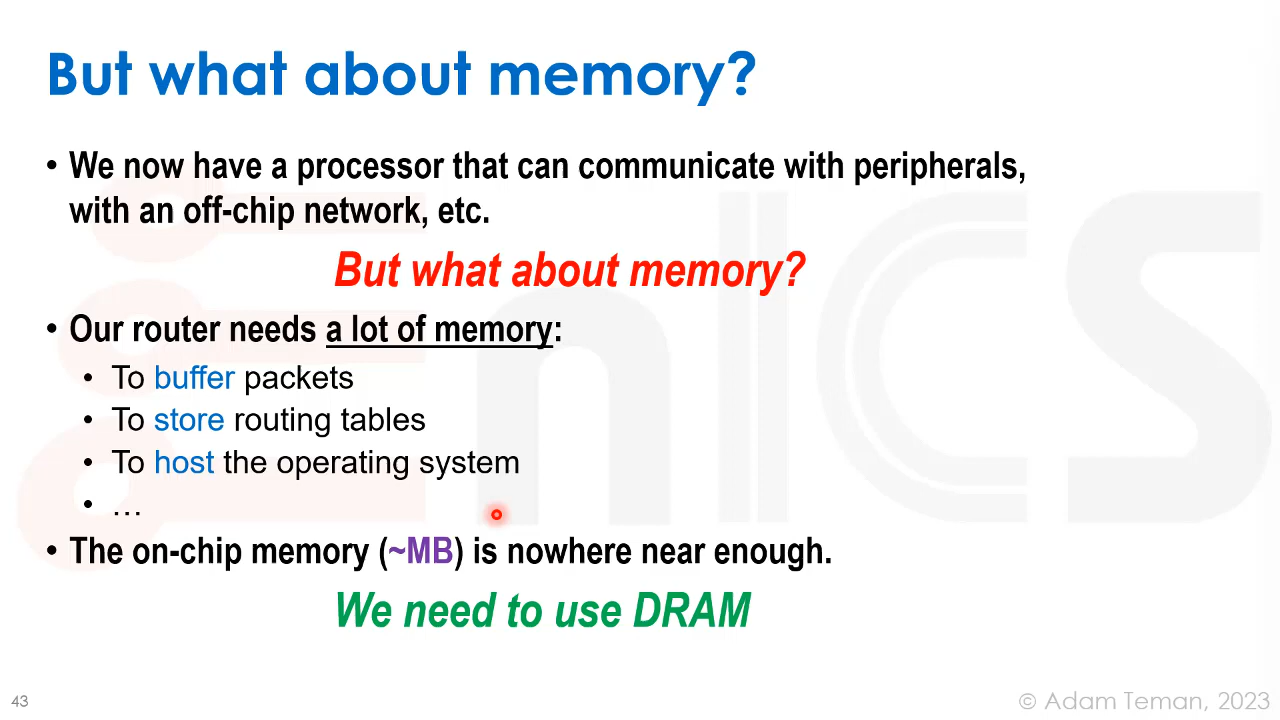 But what about memory?
• We now have a processor that can communicate with peripherals,
with an off-chip network, etc.
But what about memory?
• Our router needs a lot of memory:
• To buffer packets
• To store routing tables
• To host the operating system
• …
• The on-chip memory (~MB) is nowhere near enough.
We need to use DRAM
43
© Adam Teman, 2023
EnICS